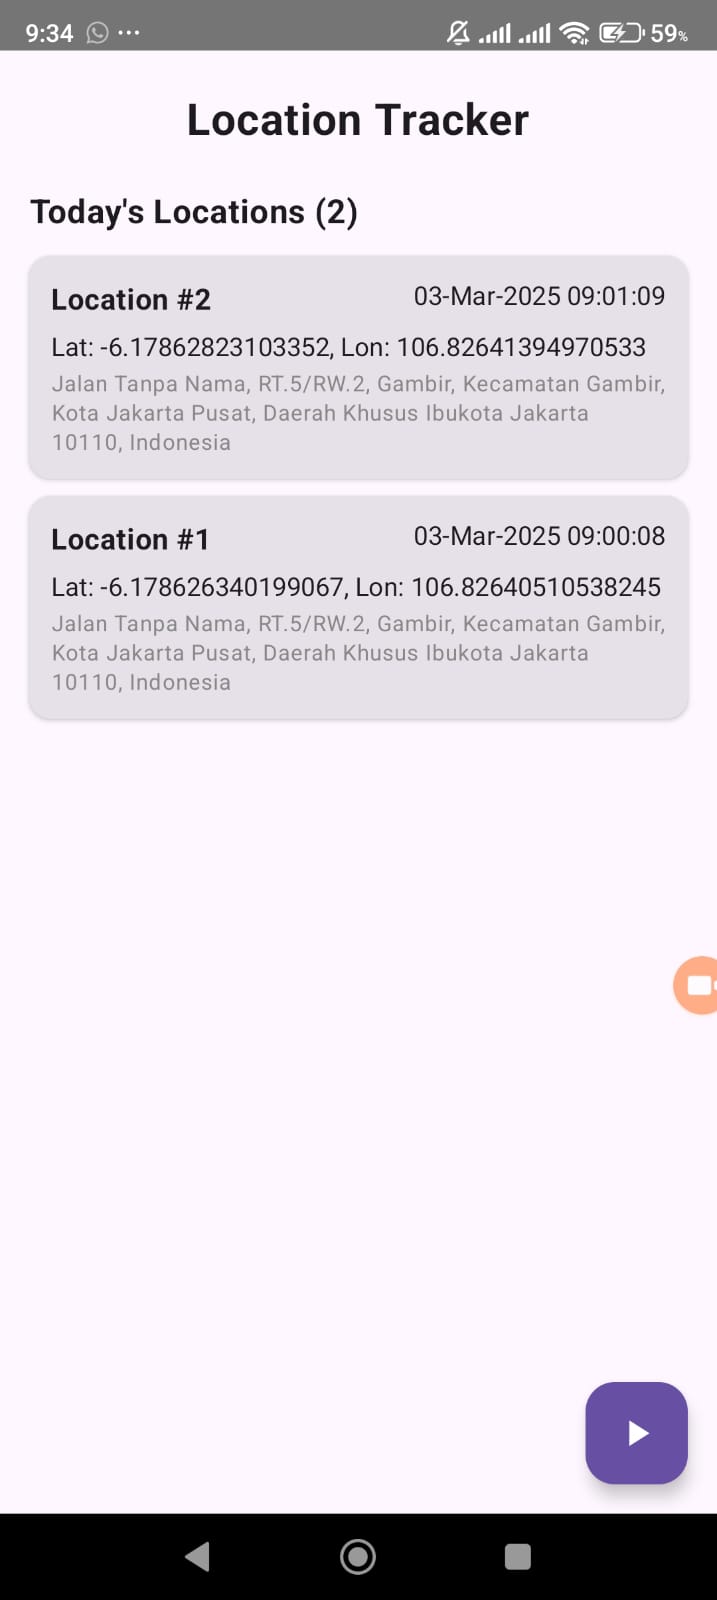 9:34
59%
Location Tracker
Today's Locations (2)
Location #2
03-Mar-2025 09:01:09
Lat: -6.17862823103352, Lon: 106.82641394970533
Jalan Tanpa Nama, RT.5/RW.2, Gambir, Kecamatan Gambir,
Kota Jakarta Pusat, Daerah Khusus Ibukota Jakarta
10110, Indonesia
Location #1
03-Mar-2025 09:00:08
Lat: -6.178626340199067, Lon: 106.82640510538245
Jalan Tanpa Nama, RT.5/RW.2, Gambir, Kecamatan Gambir,
Kota Jakarta Pusat, Daerah Khusus Ibukota Jakarta
10110, Indonesia